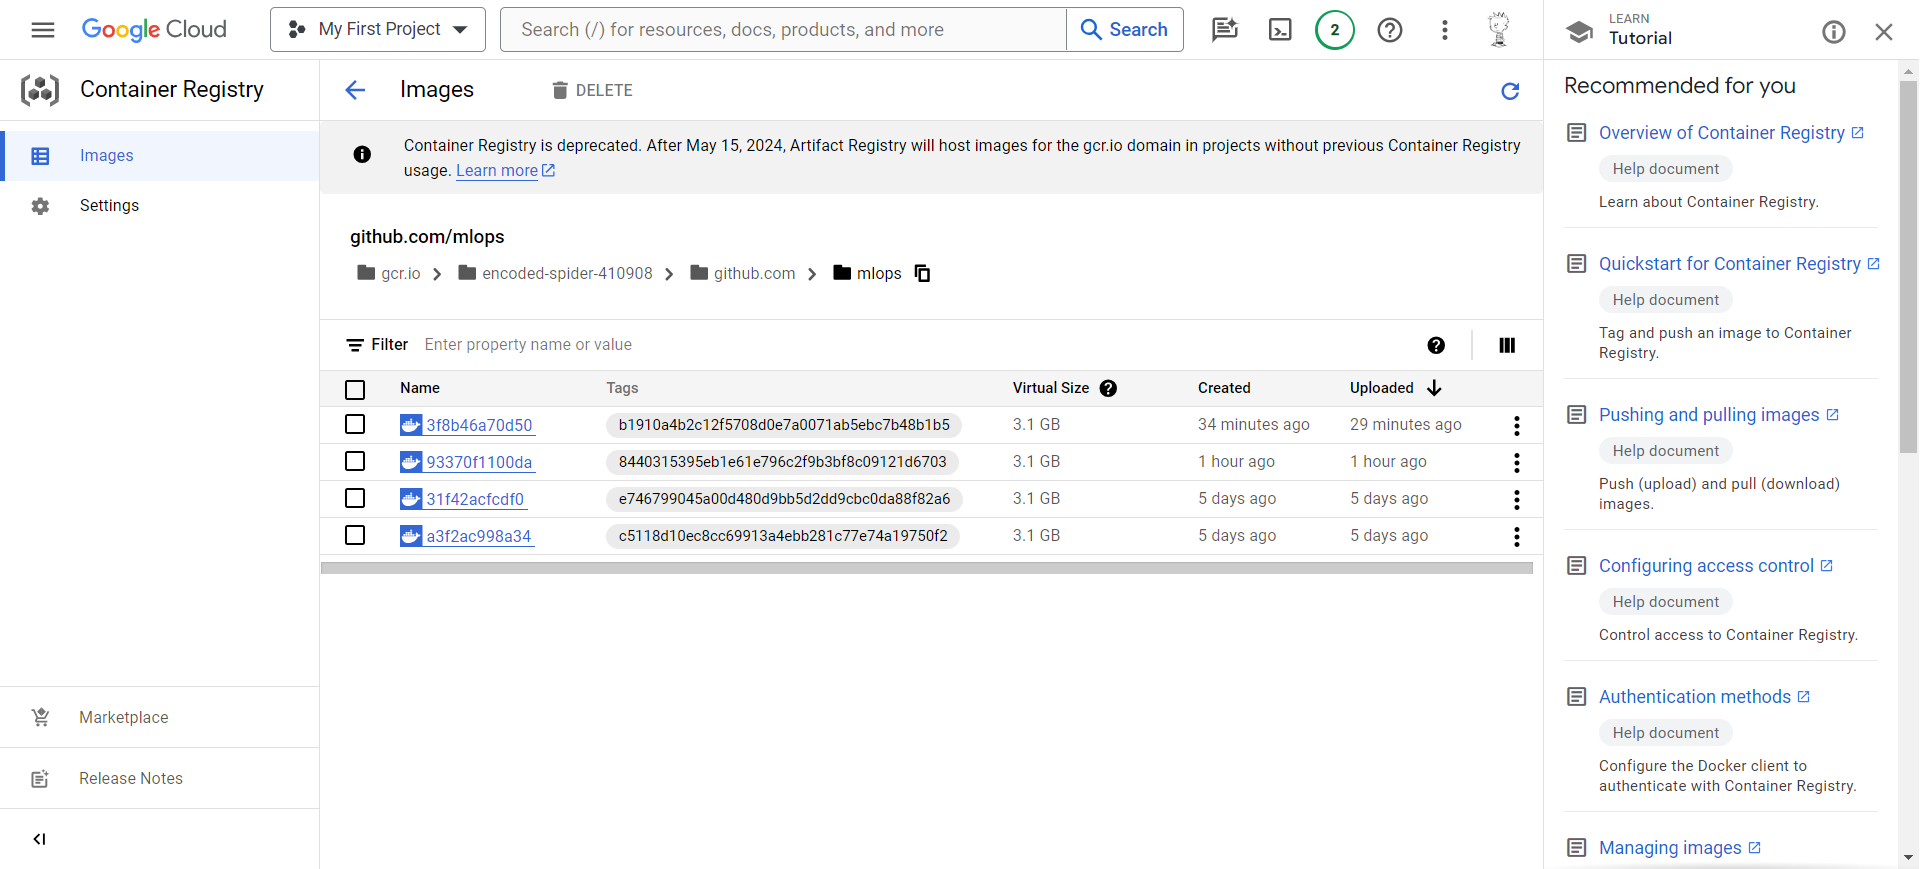 Google Cloud
My First Project
Search (/) for resources, docs, products, and more
Search
2
LEARN
Tutorial
Container Registry
Images
DELETE
Images
Settings
Container Registry is deprecated. After May 15, 2024, Artifact Registry will host images for the gcr.io domain in projects without previous Container Registry
usage. Learn more
github.com/mlops
gcr.io
encoded-spider-410908
github.com
mlops
Filter Enter property name or value
Name Tags Virtual Size Created Uploaded
3f8b46a70d50 b1910a4b2c12f5708d0e7a0071ab5ebc7b48b1b5 3.1 GB 34 minutes ago 29 minutes ago
93370f1100da 8440315395eb1e61e796c2f9b3bf8c09121d6703 3.1 GB 1 hour ago 1 hour ago
31f42acfcdf0 e746799045a00d480d9bb5d2dd9cbc0da88f82a6 3.1 GB 5 days ago 5 days ago
a3f2ac998a34 c5118d10ec8cc69913a4ebb281c77e74a19750f2 3.1 GB 5 days ago 5 days ago
Marketplace
Release Notes
Recommended for you
Overview of Container Registry
Help document
Learn about Container Registry.
Quickstart for Container Registry
Help document
Tag and push an image to Container
Registry.
Pushing and pulling images
Help document
Push (upload) and pull (download)
images.
Configuring access control
Help document
Control access to Container Registry.
Authentication methods
Help document
Configure the Docker client to
authenticate with Container Registry.
Managing images